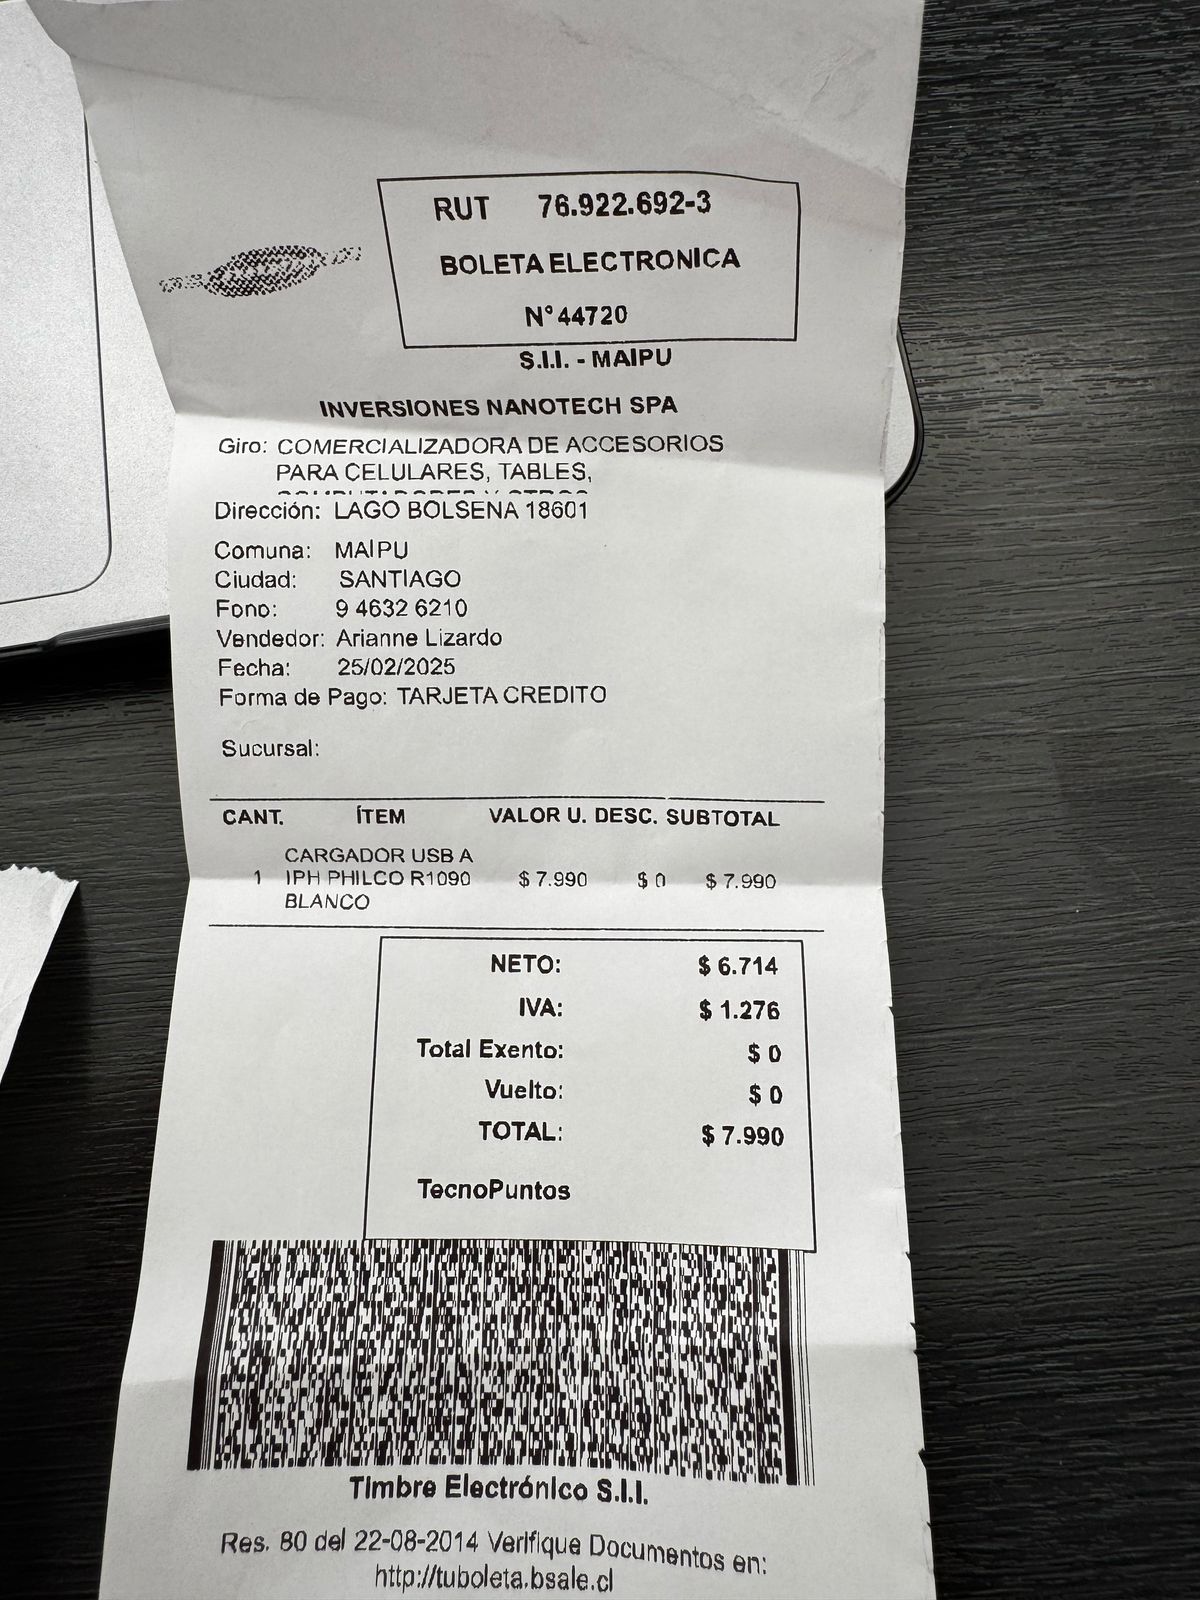 RUT 76.922.692-3
BOLETA ELECTRONICA
N° 44720
S.I.I. - MAIPU
INVERSIONES NANOTECH SPA
Giro: COMERCIALIZADORA DE ACCESORIOS
PARA CELULARES, TABLES,
COMPUTADORES Y OTROS
Dirección: LAGO BOLSENA 18601
Comuna: MAIPU
Ciudad: SANTIAGO
Fono: 9 4632 6210
Vendedor: Arianne Lizardo
Fecha: 25/02/2025
Forma de Pago: TARJETA CREDITO
Sucursal:
CANT. ÍTEM VALOR U. DESC. SUBTOTAL
CARGADOR USB A
1 IPH PHILCO R1090 $ 7.990 $ 0 $ 7.990
BLANCO
NETO: $ 6.714
IVA: $ 1.276
Total Exento: $ 0
Vuelto: $ 0
TOTAL: $ 7.990
TecnoPuntos
Timbre Electrónico S.I.I.
Res. 80 del 22-08-2014 Verifique Documentos en:
http://tuboleta.bsale.cl